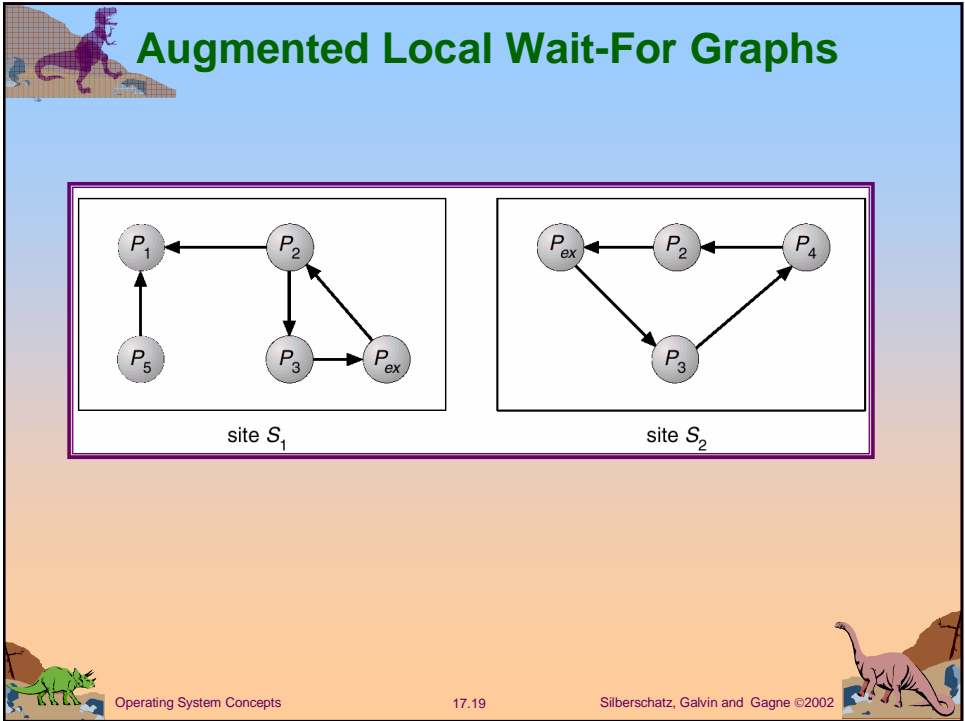 Augmented Local Wait-For Graphs
P1 P2 Pex P2 P4
P5 P3 Pex P3
site S1 site S2
Operating System Concepts 17.19 Silberschatz, Galvin and Gagne ©2002